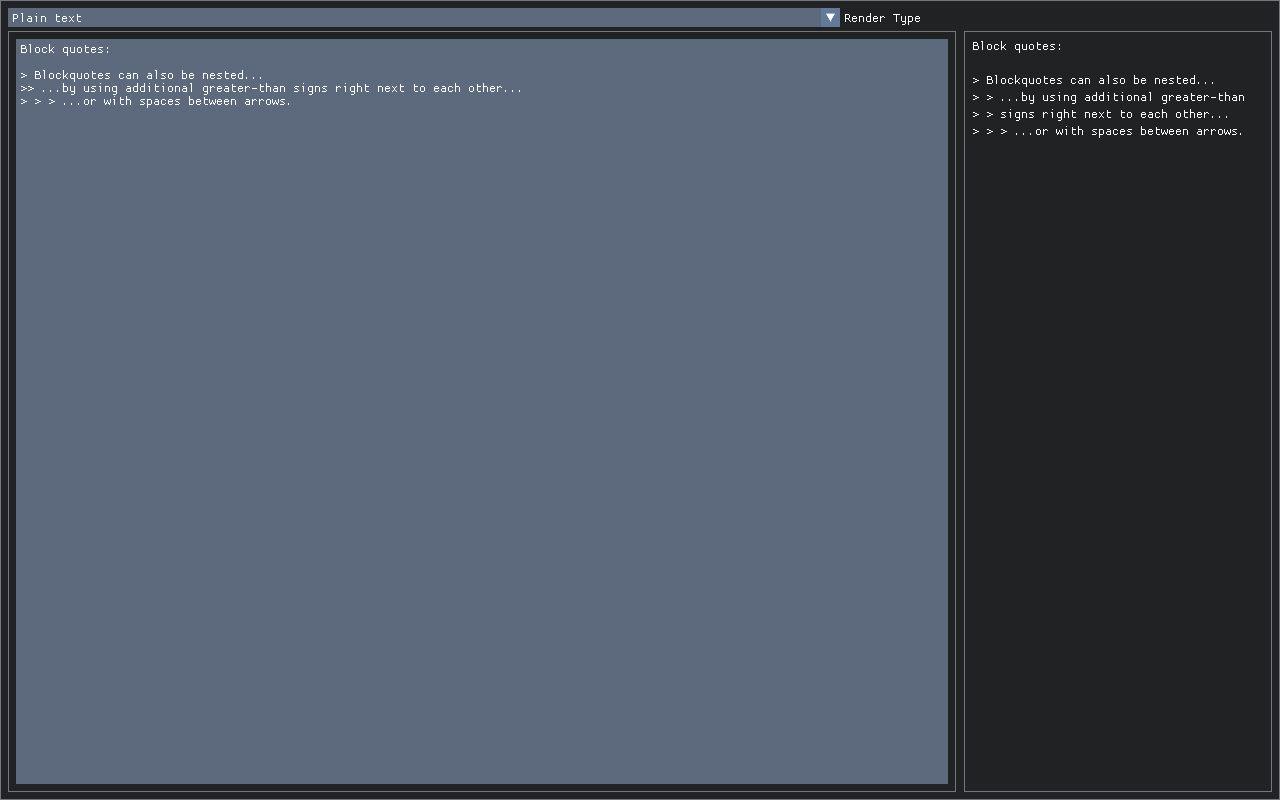 Plain text
Render Type
Block quotes:
> Blockquotes can also be nested...
>> ...by using additional greater-than signs right next to each other...
> > > ...or with spaces between arrows.
Block quotes:
> Blockquotes can also be nested...
> > ...by using additional greater-than
> > signs right next to each other...
> > > ...or with spaces between arrows.